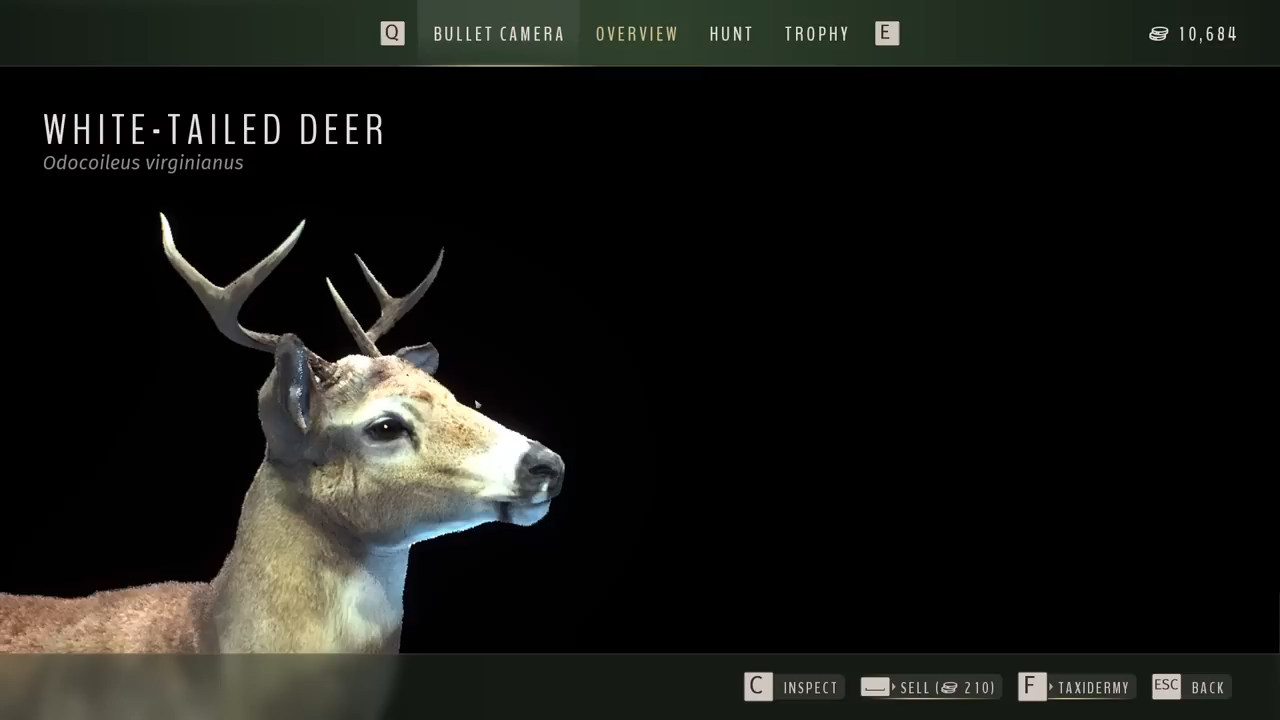 Q BULLET CAMERA OVERVIEW HUNT TROPHY E 10,684
WHITE-TAILED DEER
Odocoileus virginianus
C INSPECT SELL (210) F TAXIDERMY ESC BACK